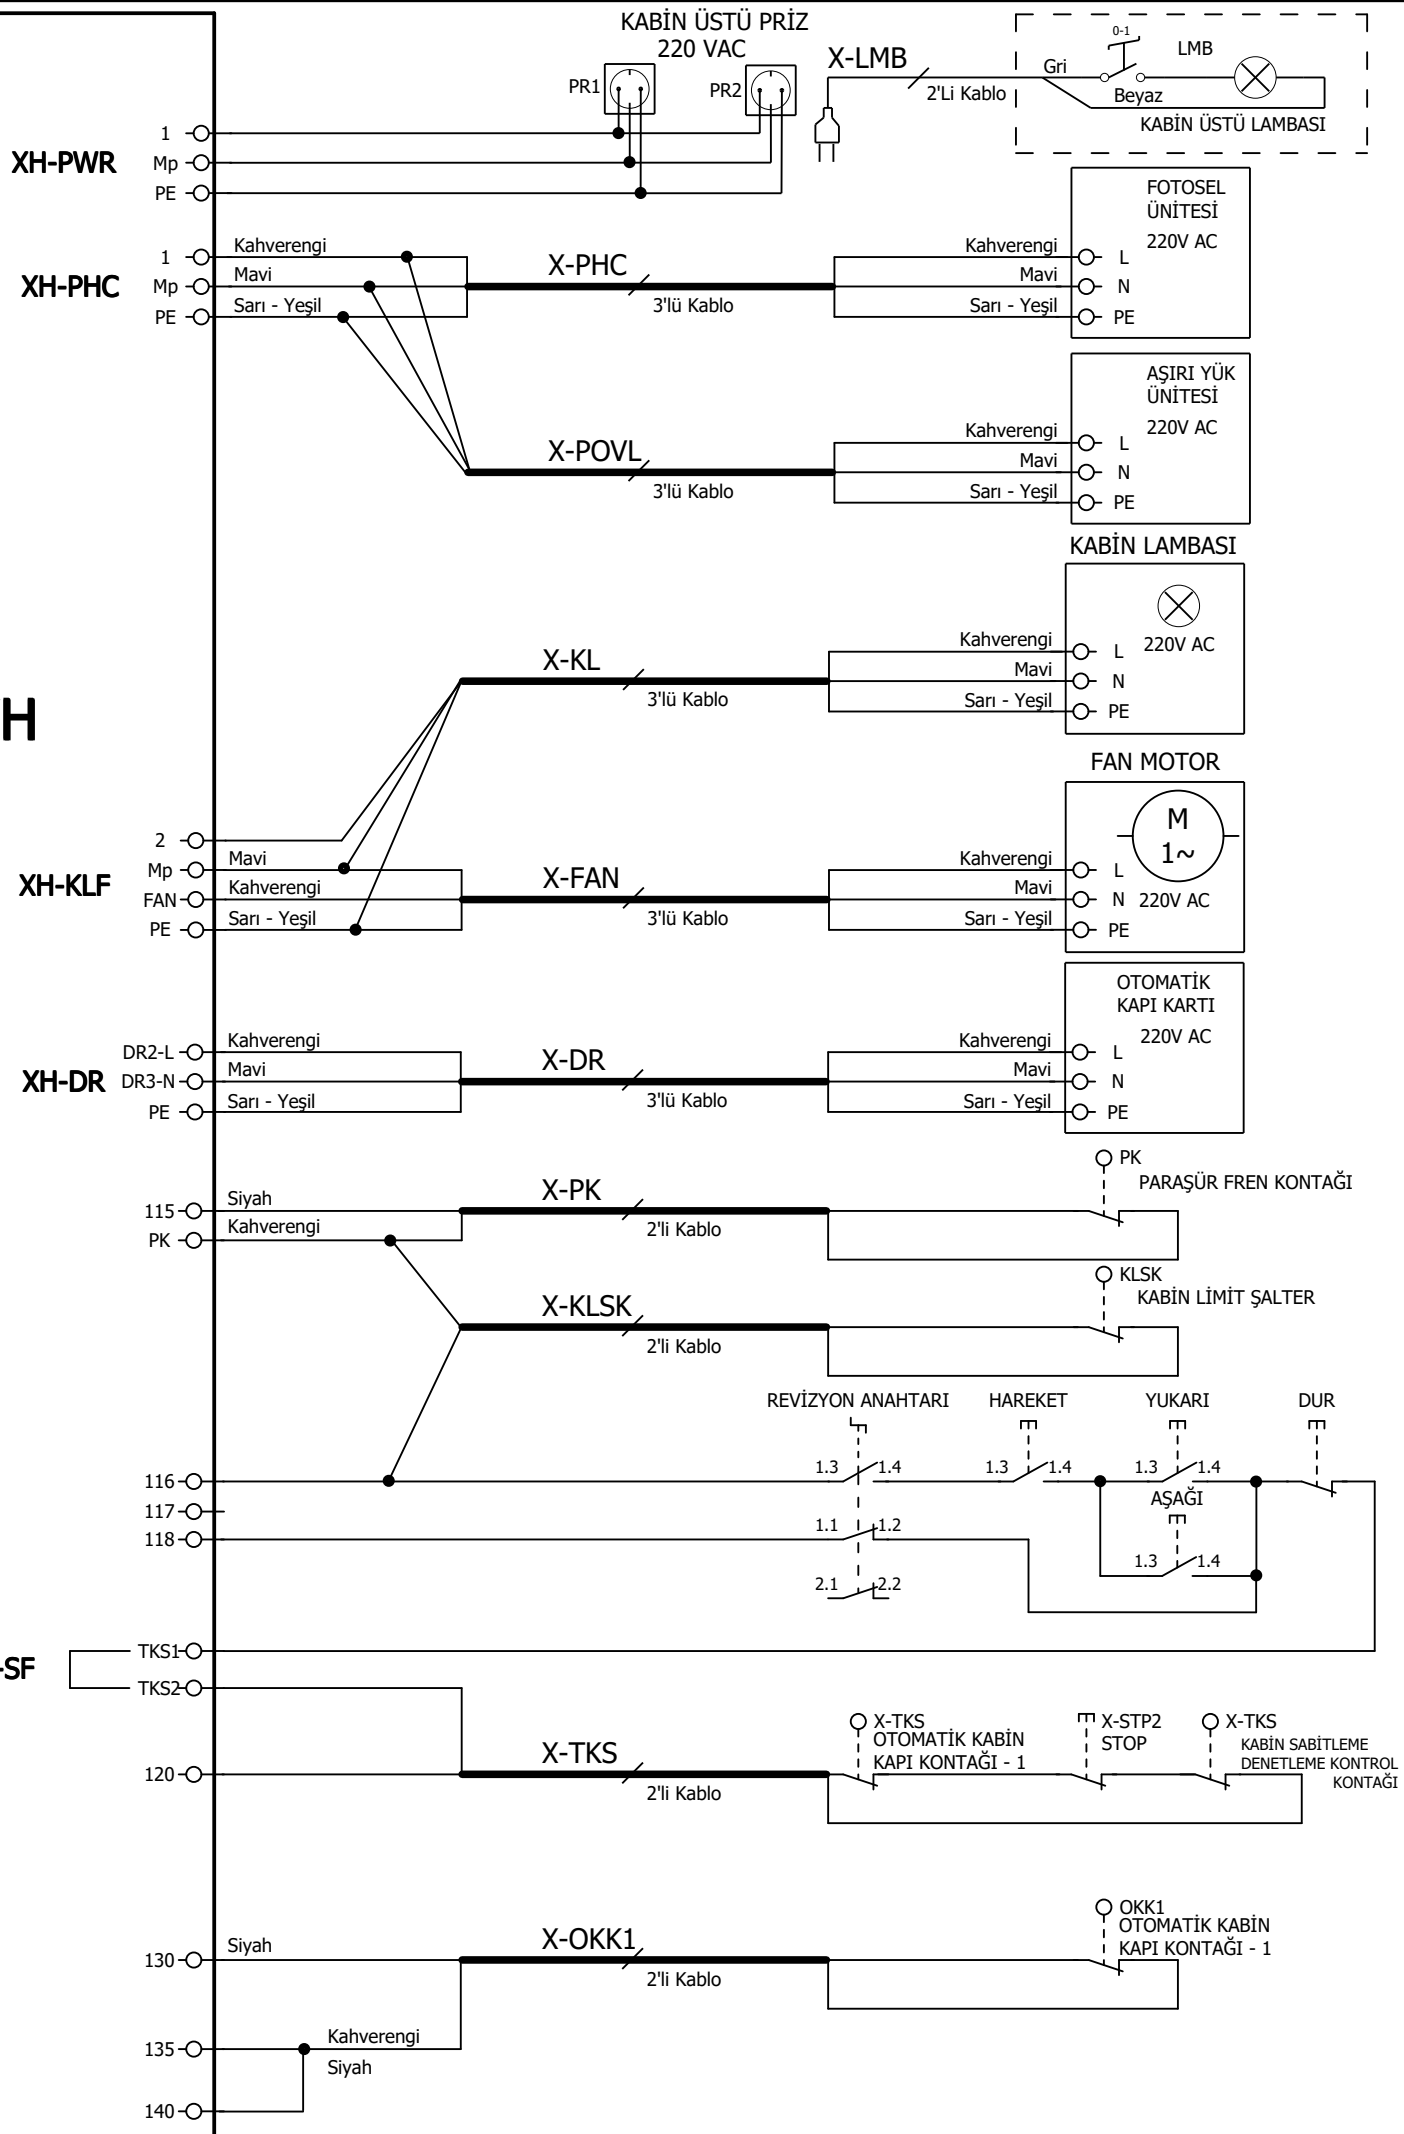 KABİN ÜSTÜ PRİZ
220 VAC
PR1
PR2
X-LMB
2'Li Kablo
Gri
0-1
LMB
Beyaz
KABİN ÜSTÜ LAMBASI
XH-PWR
1
Mp
PE
XH-PHC
1
Mp
PE
Kahverengi
Mavi
Sarı - Yeşil
X-PHC
3'lü Kablo
Kahverengi
Mavi
Sarı - Yeşil
FOTOSEL
ÜNİTESİ
220V AC
L
N
PE
X-POVL
3'lü Kablo
Kahverengi
Mavi
Sarı - Yeşil
AŞIRI YÜK
ÜNİTESİ
220V AC
L
N
PE
KABİN LAMBASI
X-KL
3'lü Kablo
Kahverengi
Mavi
Sarı - Yeşil
220V AC
L
N
PE
H
FAN MOTOR
XH-KLF
2
Mp
FAN
PE
Mavi
Kahverengi
Sarı - Yeşil
X-FAN
3'lü Kablo
Kahverengi
Mavi
Sarı - Yeşil
M
1~
220V AC
L
N
PE
XH-DR
DR2-L
DR3-N
PE
Kahverengi
Mavi
Sarı - Yeşil
X-DR
3'lü Kablo
Kahverengi
Mavi
Sarı - Yeşil
OTOMATİK
KAPI KARTI
220V AC
L
N
PE
115
PK
Siyah
Kahverengi
X-PK
2'li Kablo
PK
PARAŞÜR FREN KONTAĞI
X-KLSK
2'li Kablo
KLSK
KABİN LİMİT ŞALTER
REVİZYON ANAHTARI
HAREKET
YUKARI
DUR
116
1.3
1.4
1.3
1.4
1.3
1.4
117
AŞAĞI
118
1.1
1.2
1.3
1.4
2.1
2.2
-SF
TKS1
TKS2
120
X-TKS
2'li Kablo
X-TKS
OTOMATİK KABİN
KAPI KONTAĞI - 1
X-STP2
STOP
X-TKS
KABİN SABİTLEME
DENETLEME KONTROL
KONTAĞI
130
Siyah
X-OKK1
2'li Kablo
OKK1
OTOMATİK KABİN
KAPI KONTAĞI - 1
135
Kahverengi
Siyah
140